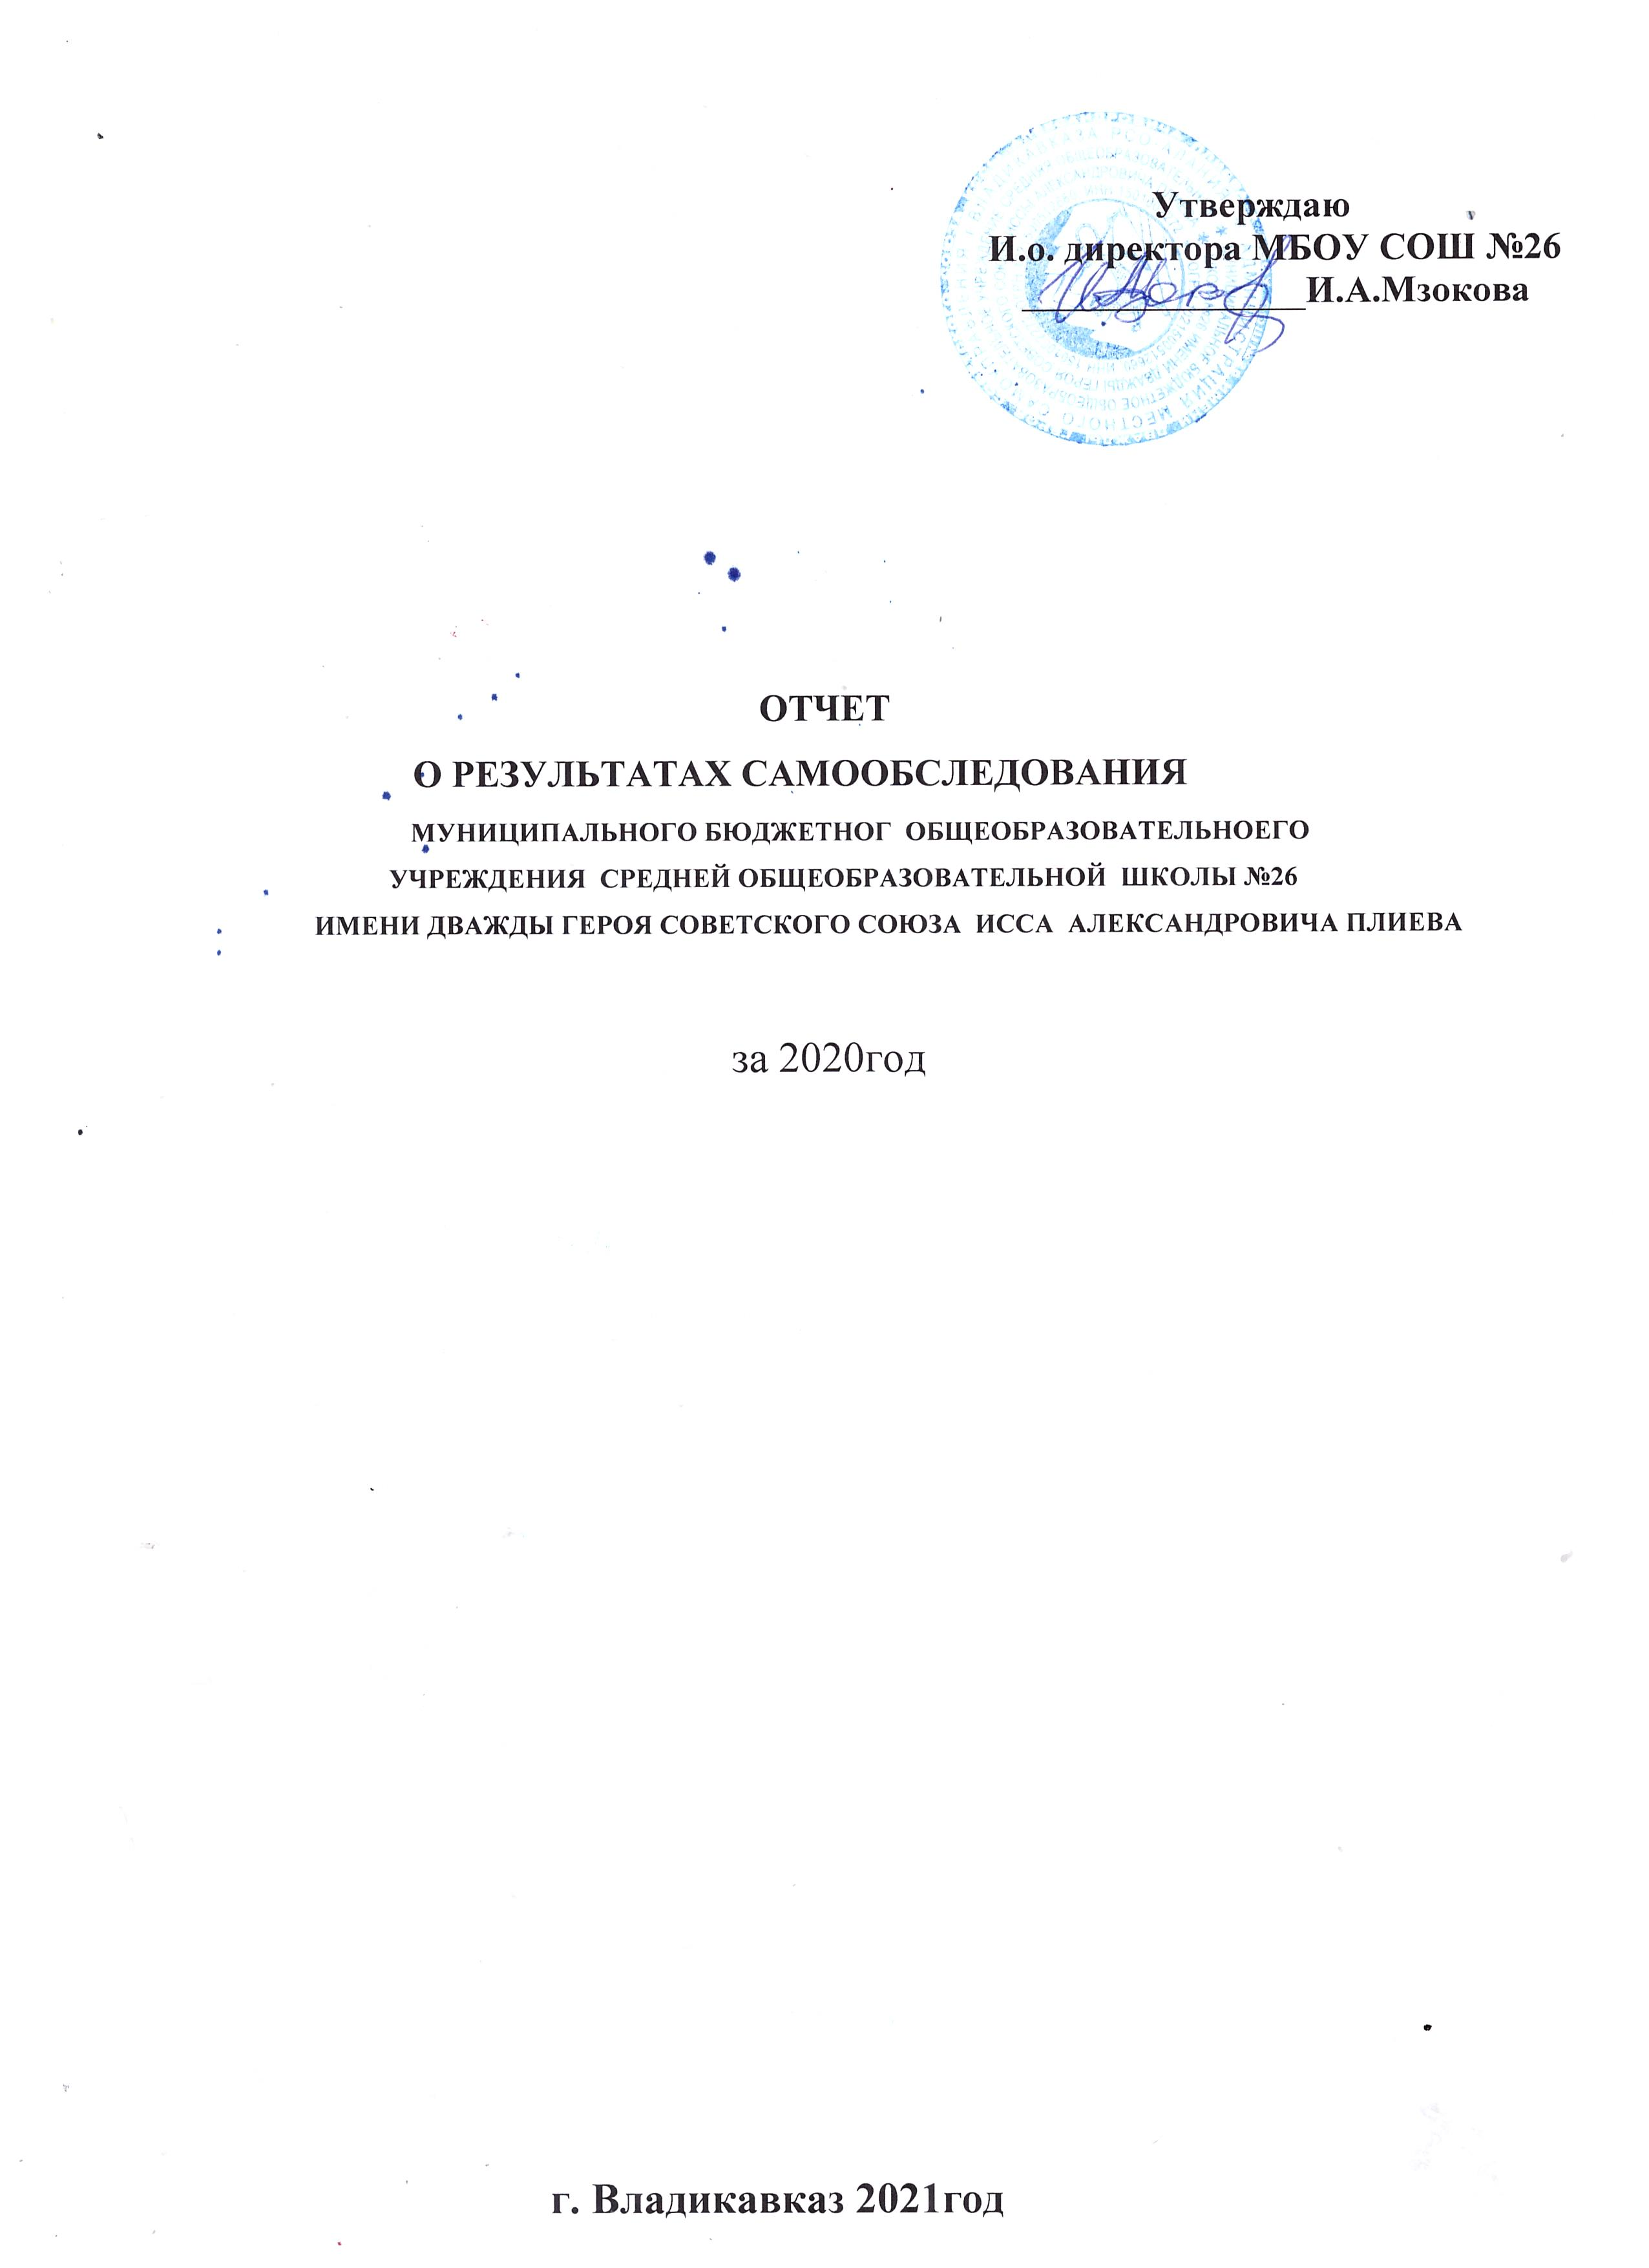 Утверждаю
И.о. директора МБОУ СОШ №26
И.А.Мзокова
ОТЧЕТ
О РЕЗУЛЬТАТАХ САМООБСЛЕДОВАНИЯ
МУНИЦИПАЛЬНОГО БЮДЖЕТНОГ ОБЩЕОБРАЗОВАТЕЛЬНОЕГО
УЧРЕЖДЕНИЯ СРЕДНЕЙ ОБЩЕОБРАЗОВАТЕЛЬНОЙ ШКОЛЫ №26
ИМЕНИ ДВАЖДЫ ГЕРОЯ СОВЕТСКОГО СОЮЗА ИССА АЛЕКСАНДРОВИЧА ПЛИЕВА
за 2020год
г. Владикавказ 2021год